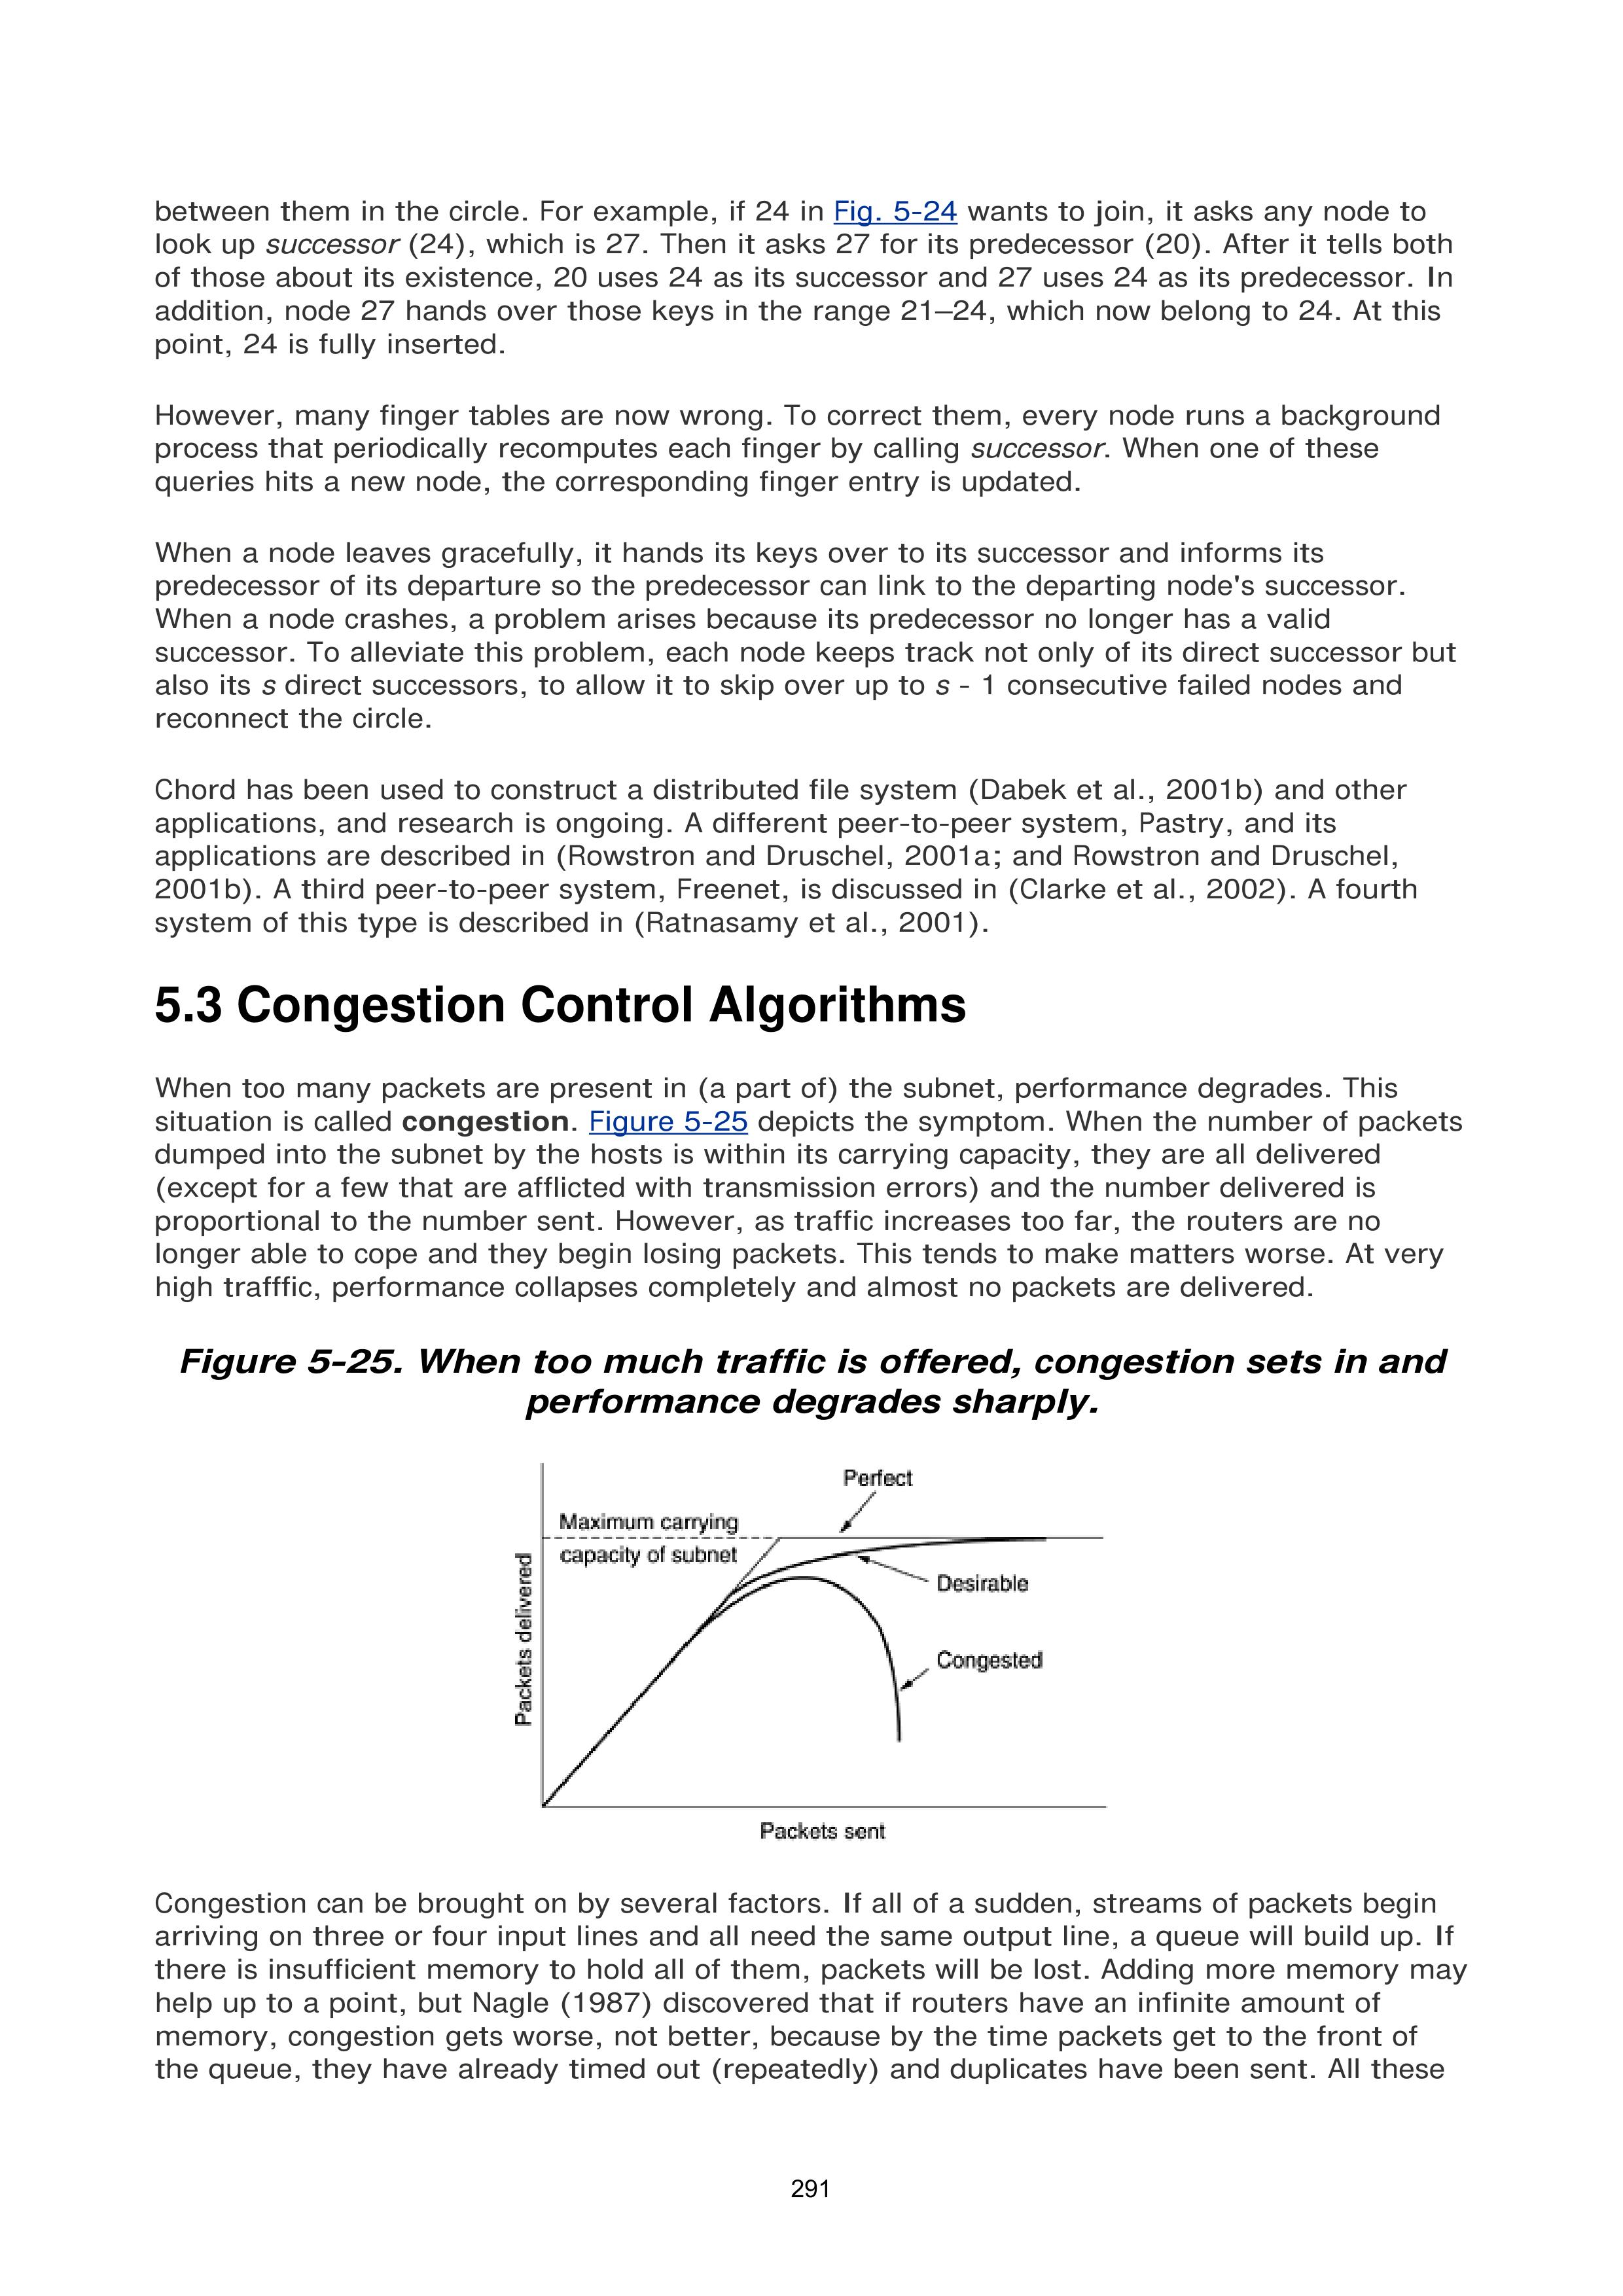 between them in the circle. For example, if 24 in Fig. 5-24 wants to join, it asks any node to
look up successor (24), which is 27. Then it asks 27 for its predecessor (20). After it tells both
of those about its existence, 20 uses 24 as its successor and 27 uses 24 as its predecessor. In
addition, node 27 hands over those keys in the range 21–24, which now belong to 24. At this
point, 24 is fully inserted.
However, many finger tables are now wrong. To correct them, every node runs a background
process that periodically recomputes each finger by calling successor. When one of these
queries hits a new node, the corresponding finger entry is updated.
When a node leaves gracefully, it hands its keys over to its successor and informs its
predecessor of its departure so the predecessor can link to the departing node's successor.
When a node crashes, a problem arises because its predecessor no longer has a valid
successor. To alleviate this problem, each node keeps track not only of its direct successor but
also its s direct successors, to allow it to skip over up to s - 1 consecutive failed nodes and
reconnect the circle.
Chord has been used to construct a distributed file system (Dabek et al., 2001b) and other
applications, and research is ongoing. A different peer-to-peer system, Pastry, and its
applications are described in (Rowstron and Druschel, 2001a; and Rowstron and Druschel,
2001b). A third peer-to-peer system, Freenet, is discussed in (Clarke et al., 2002). A fourth
system of this type is described in (Ratnasamy et al., 2001).
5.3 Congestion Control Algorithms
When too many packets are present in (a part of) the subnet, performance degrades. This
situation is called congestion. Figure 5-25 depicts the symptom. When the number of packets
dumped into the subnet by the hosts is within its carrying capacity, they are all delivered
(except for a few that are afflicted with transmission errors) and the number delivered is
proportional to the number sent. However, as traffic increases too far, the routers are no
longer able to cope and they begin losing packets. This tends to make matters worse. At very
high trafffic, performance collapses completely and almost no packets are delivered.
Figure 5-25. When too much traffic is offered, congestion sets in and
performance degrades sharply.
Perfect
Maximum carrying
capacity of subnet
Desirable
Congested
Packets delivered
Packets sent
Congestion can be brought on by several factors. If all of a sudden, streams of packets begin
arriving on three or four input lines and all need the same output line, a queue will build up. If
there is insufficient memory to hold all of them, packets will be lost. Adding more memory may
help up to a point, but Nagle (1987) discovered that if routers have an infinite amount of
memory, congestion gets worse, not better, because by the time packets get to the front of
the queue, they have already timed out (repeatedly) and duplicates have been sent. All these
291